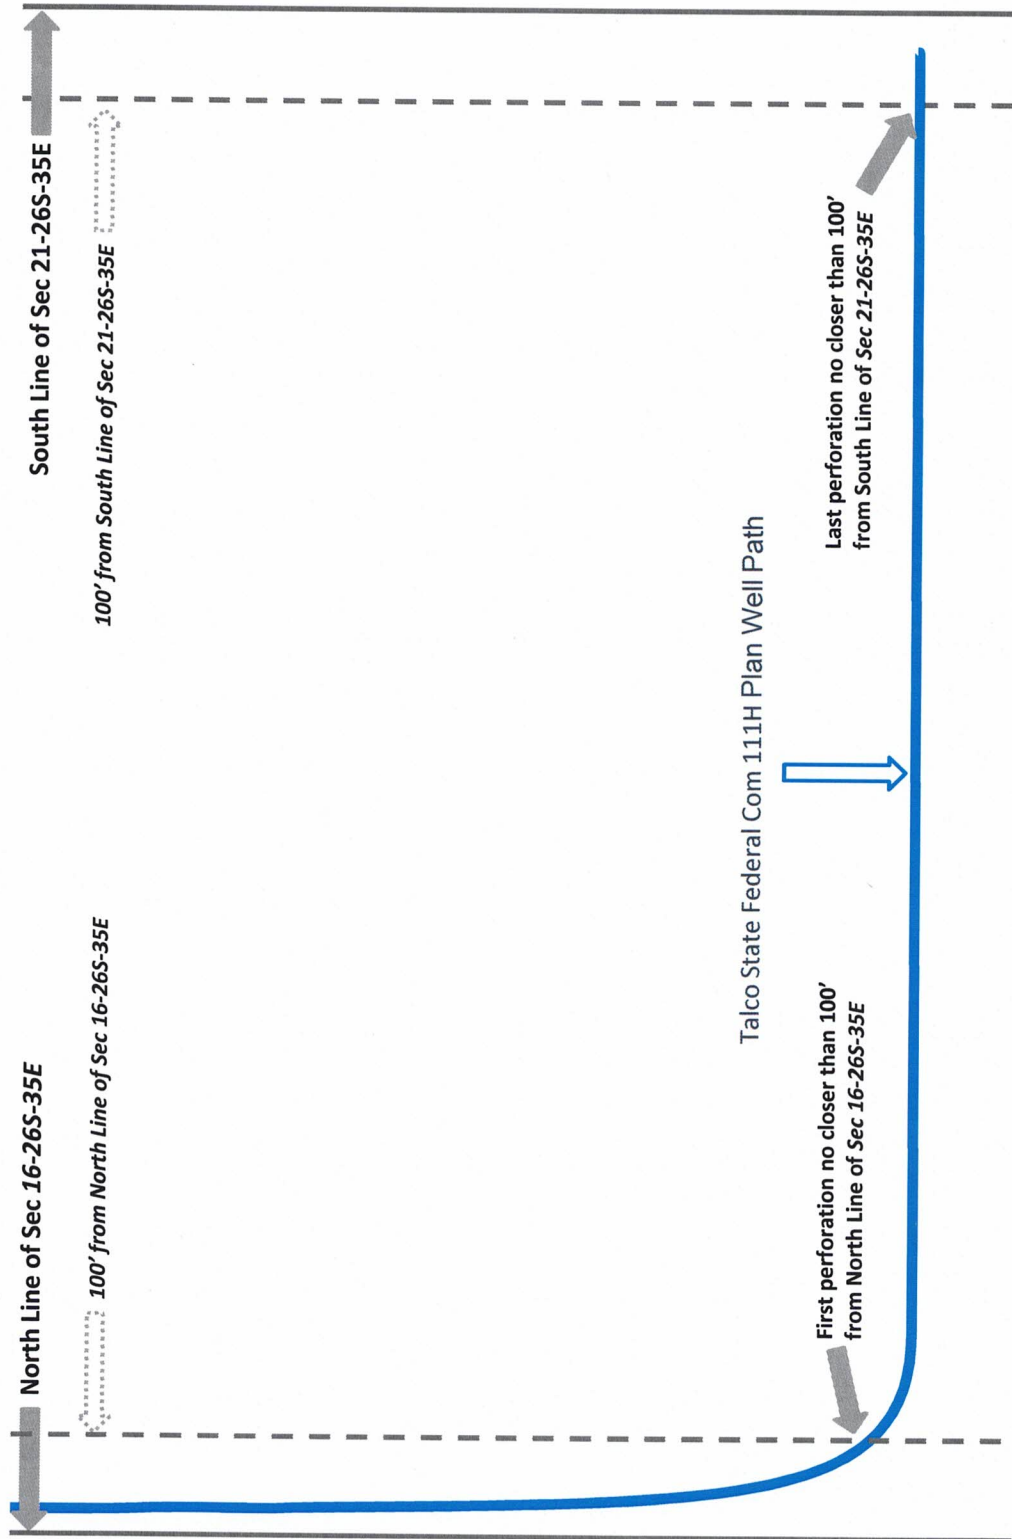 North Line of Sec 16-26S-35E
South Line of Sec 21-26S-35E
100' from North Line of Sec 16-26S-35E
100' from South Line of Sec 21-26S-35E
Talco State Federal Com 111H Plan Well Path
First perforation no closer than 100'
from North Line of Sec 16-26S-35E
Last perforation no closer than 100'
from South Line of Sec 21-26S-35E